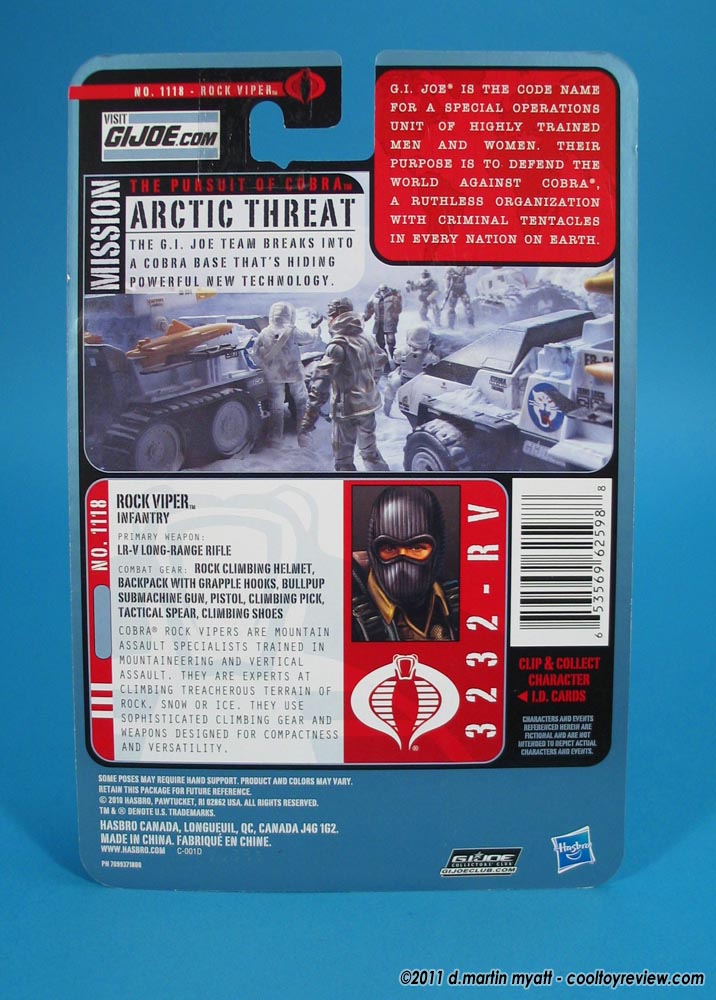 NO. 1118 - ROCK VIPER™
VISIT
GIJOE.COM
G.I. JOE® IS THE CODE NAME
FOR A SPECIAL OPERATIONS
UNIT OF HIGHLY TRAINED
MEN AND WOMEN. THEIR
PURPOSE IS TO DEFEND THE
WORLD AGAINST COBRA®,
A RUTHLESS ORGANIZATION
WITH CRIMINAL TENTACLES
IN EVERY NATION ON EARTH.
MISSION
THE PURSUIT OF COBRA™
ARCTIC THREAT
THE G.I. JOE TEAM BREAKS INTO
A COBRA BASE THAT'S HIDING
POWERFUL NEW TECHNOLOGY.
NO. 1118
ROCK VIPER™
INFANTRY
PRIMARY WEAPON:
LR-V LONG-RANGE RIFLE
COMBAT GEAR: ROCK CLIMBING HELMET,
BACKPACK WITH GRAPPLE HOOKS, BULLPUP
SUBMACHINE GUN, PISTOL, CLIMBING PICK,
TACTICAL SPEAR, CLIMBING SHOES
COBRA® ROCK VIPERS ARE MOUNTAIN
ASSAULT SPECIALISTS TRAINED IN
MOUNTAINEERING AND VERTICAL
ASSAULT. THEY ARE EXPERTS AT
CLIMBING TREACHEROUS TERRAIN OF
ROCK, SNOW OR ICE. THEY USE
SOPHISTICATED CLIMBING GEAR AND
WEAPONS DESIGNED FOR COMPACTNESS
AND VERSATILITY.
®
3232-RV
6 53569 62598 8
CLIP & COLLECT
CHARACTER
◄ I.D. CARDS
CHARACTERS AND EVENTS
REFERENCED HEREIN ARE
FICTIONAL AND ARE NOT
INTENDED TO DEPICT ACTUAL
CHARACTERS AND EVENTS.
SOME POSES MAY REQUIRE HAND SUPPORT. PRODUCT AND COLORS MAY VARY.
RETAIN THIS PACKAGE FOR FUTURE REFERENCE.
© 2010 HASBRO, PAWTUCKET, RI 02862 USA. ALL RIGHTS RESERVED.
TM & ® DENOTE U.S. TRADEMARKS.
HASBRO CANADA, LONGUEUIL, QC, CANADA J4G 1G2.
MADE IN CHINA. FABRIQUÉ EN CHINE.
WWW.HASBRO.COM C-001D
G.I.JOE
COLLECTORS' CLUB
GIJOECLUB.COM
Hasbro
©2011 d.martin myatt - cooltoyreview.com